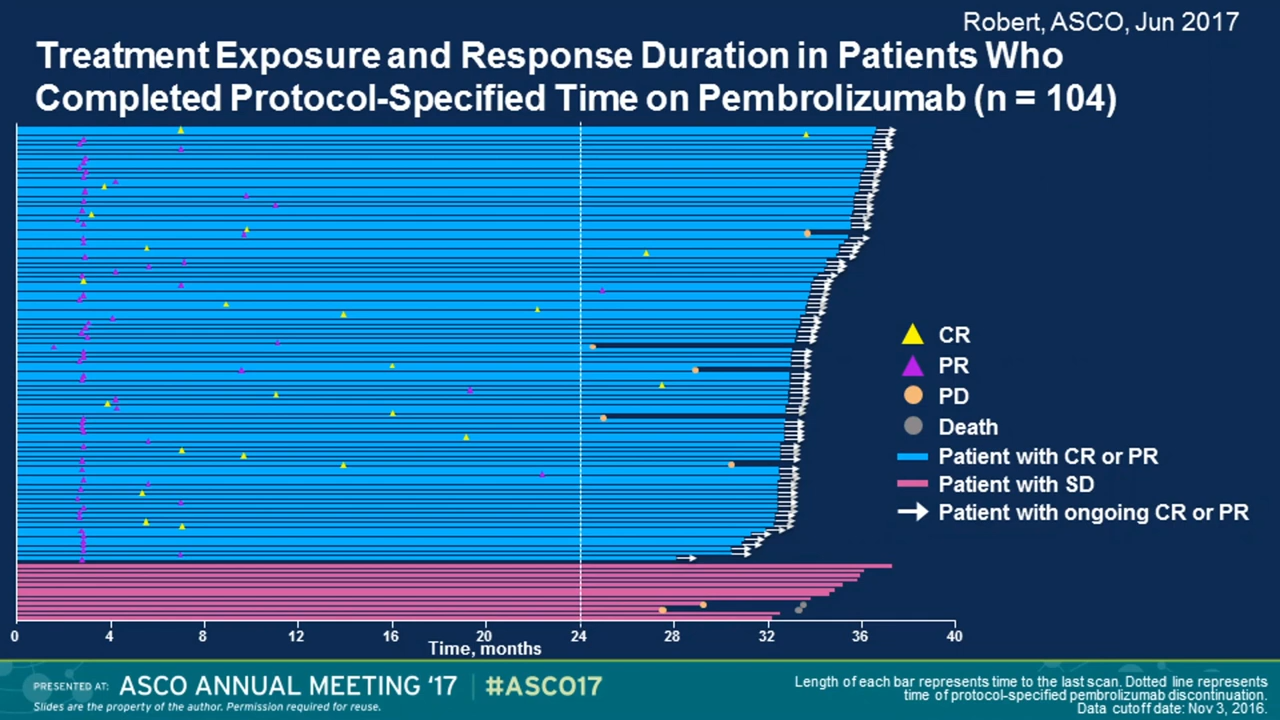 Robert, ASCO, Jun 2017
Treatment Exposure and Response Duration in Patients Who
Completed Protocol-Specified Time on Pembrolizumab (n = 104)
CR
PR
PD
Death
Patient with CR or PR
Patient with SD
Patient with ongoing CR or PR
0 4 8 12 16 20 24 28 32 36 40
Time, months
PRESENTED AT: ASCO ANNUAL MEETING ‘17 #ASCO17
Slides are the property of the author. Permission required for reuse.
Length of each bar represents time to the last scan. Dotted line represents
time of protocol-specified pembrolizumab discontinuation.
Data cutoff date: Nov 3, 2016.